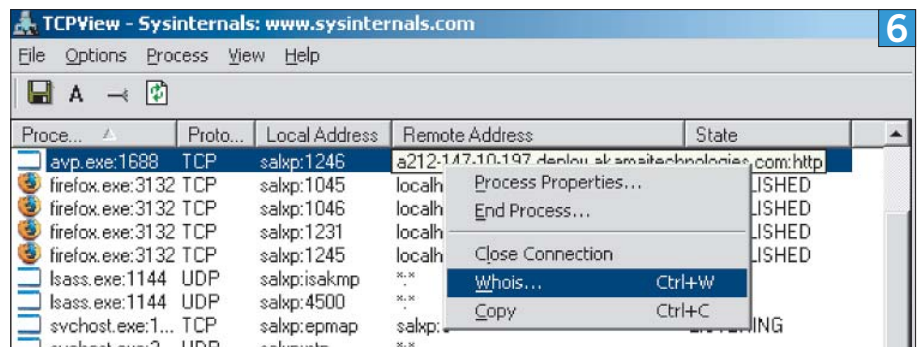 TCPView - Sysinternals: www.sysinternals.com
6
File Options Process View Help
A
Proce... Proto... Local Address Remote Address State
avp.exe:1688 TCP salxp:1246 a212-147-10-197.deploy.akamaitechnologies.com:http
firefox.exe:3132 TCP salxp:1045 localh LISHED
firefox.exe:3132 TCP salxp:1046 localh LISHED
firefox.exe:3132 TCP salxp:1231 localh LISHED
firefox.exe:3132 TCP salxp:1245 localh LISHED
lsass.exe:1144 UDP salxp:isakmp *:*
lsass.exe:1144 UDP salxp:4500 *:*
svchost.exe:1... TCP salxp:epmap salxp: ING
Process Properties...
End Process...
Close Connection
Whois... Ctrl+W
Copy Ctrl+C